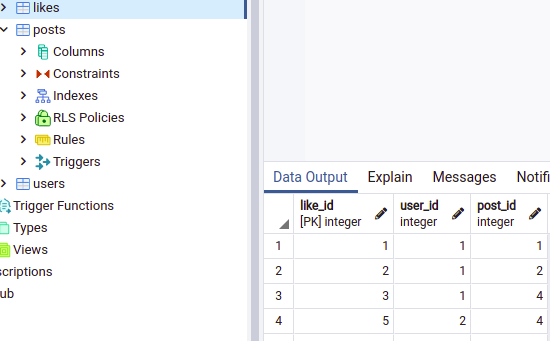 likes
posts
Columns
Constraints
Indexes
RLS Policies
Rules
Triggers
users
Trigger Functions
Types
Views
scriptions
ub
Data Output Explain Messages Notifi
like_id user_id post_id
[PK] integer integer integer
1 1 1 1
2 2 1 2
3 3 1 4
4 5 2 4